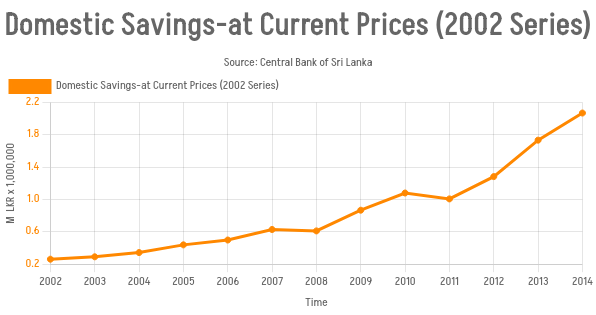 Domestic Savings-at Current Prices (2002 Series)
Source: Central Bank of Sri Lanka
Domestic Savings-at Current Prices (2002 Series)
2.2
1.8
1.4
1.0
0.6
0.2
M LKR x 1,000,000
2002 2003 2004 2005 2006 2007 2008 2009 2010 2011 2012 2013 2014
Time